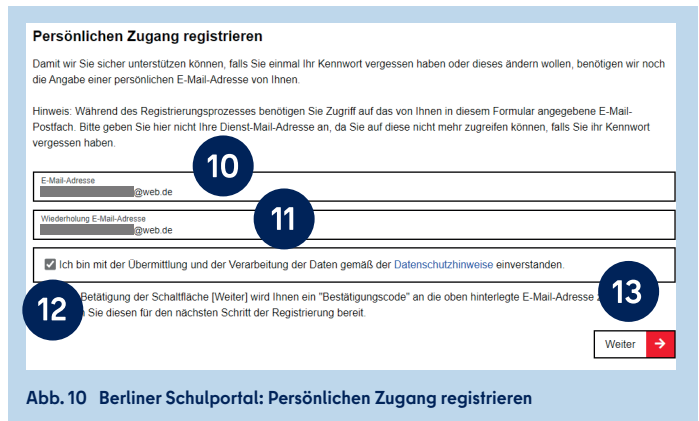 Persönlichen Zugang registrieren
Damit wir Sie sicher unterstützen können, falls Sie einmal Ihr Kennwort vergessen haben oder dieses ändern wollen, benötigen wir noch
die Angabe einer persönlichen E-Mail-Adresse von Ihnen.
Hinweis: Während des Registrierungsprozesses benötigen Sie Zugriff auf das von Ihnen in diesem Formular angegebene E-Mail-
Postfach. Bitte geben Sie hier nicht Ihre Dienst-Mail-Adresse an, da Sie auf diese nicht mehr zugreifen können, falls Sie ihr Kennwort
vergessen haben.
10
E-Mail-Adresse
@web.de
11
Wiederholung E-Mail-Adresse
@web.de
Ich bin mit der Übermittlung und der Verarbeitung der Daten gemäß der Datenschutzhinweise einverstanden.
12
13
Betätigung der Schaltfläche [Weiter] wird Ihnen ein "Bestätigungscode" an die oben hinterlegte E-Mail-Adresse
Sie diesen für den nächsten Schritt der Registrierung bereit.
Weiter
Abb. 10 Berliner Schulportal: Persönlichen Zugang registrieren